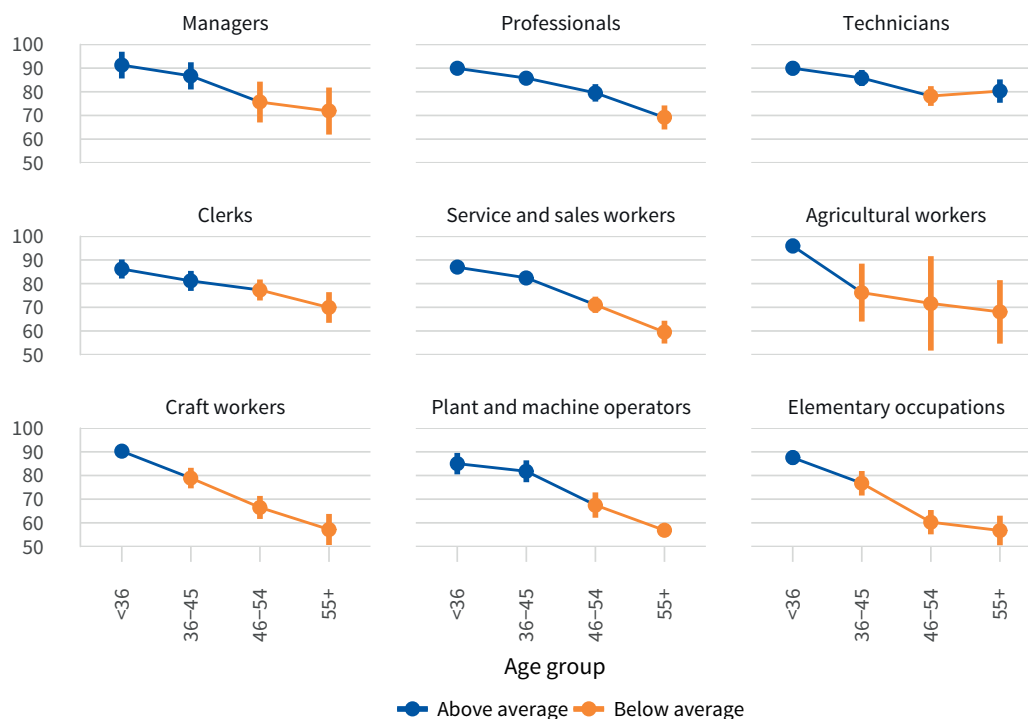 Managers
Professionals
Technicians
100
90
80
70
60
50
Clerks
Service and sales workers
Agricultural workers
100
90
80
70
60
50
Craft workers
Plant and machine operators
Elementary occupations
100
90
80
70
60
50
<36
36–45
46–54
55+
<36
36–45
46–54
55+
<36
36–45
46–54
55+
Age group
Above average
Below average